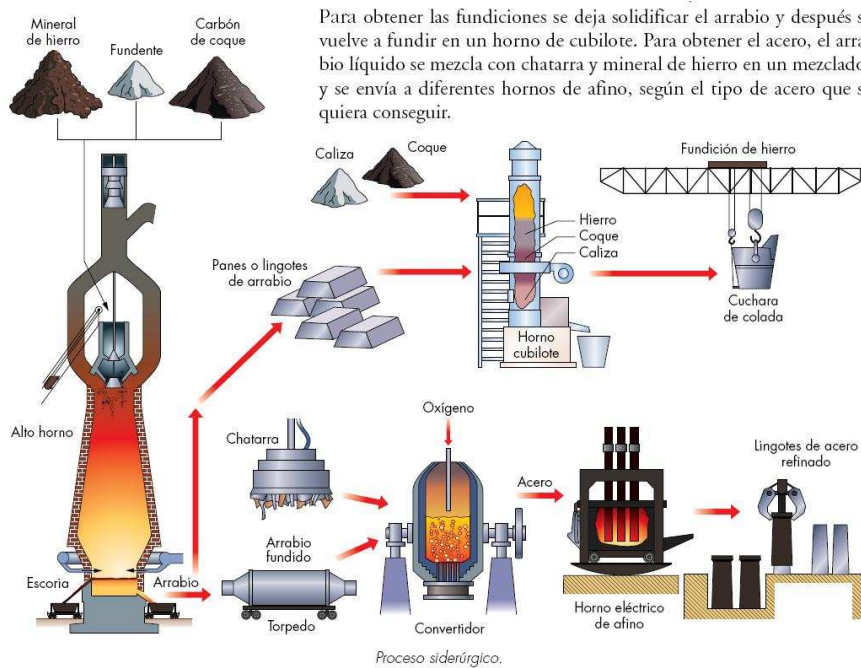 Para obtener las fundiciones se deja solidificar el arrabio y después s
vuelve a fundir en un horno de cubilote. Para obtener el acero, el arra
bio líquido se mezcla con chatarra y mineral de hierro en un mezclado
y se envía a diferentes hornos de afino, según el tipo de acero que s
quiera conseguir.
Mineral
de hierro
Fundente
Carbón
de coque
Caliza
Coque
Fundición de hierro
Hierro
Coque
Caliza
Panes o lingotes
de arrabio
Cuchara
de colada
Horno
cubilote
Alto horno
Chatarra
Oxígeno
Acero
Lingotes de acero
refinado
Arrabio
fundido
Escoria
Arrabio
Torpedo
Convertidor
Horno eléctrico
de afino
Proceso siderúrgico.